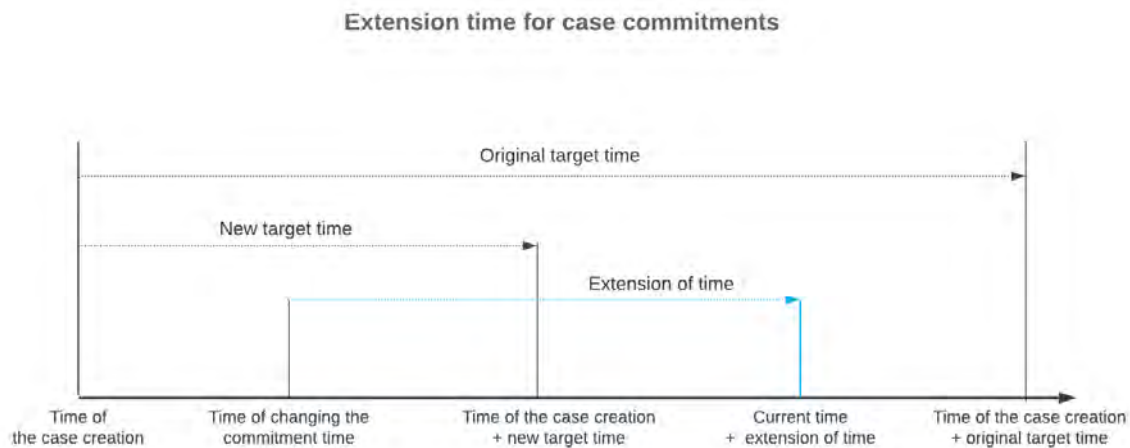 Extension time for case commitments
Original target time
New target time
Extension of time
Time of
the case creation
Time of changing the
commitment time
Time of the case creation
+ new target time
Current time
+ extension of time
Time of the case creation
+ original target time